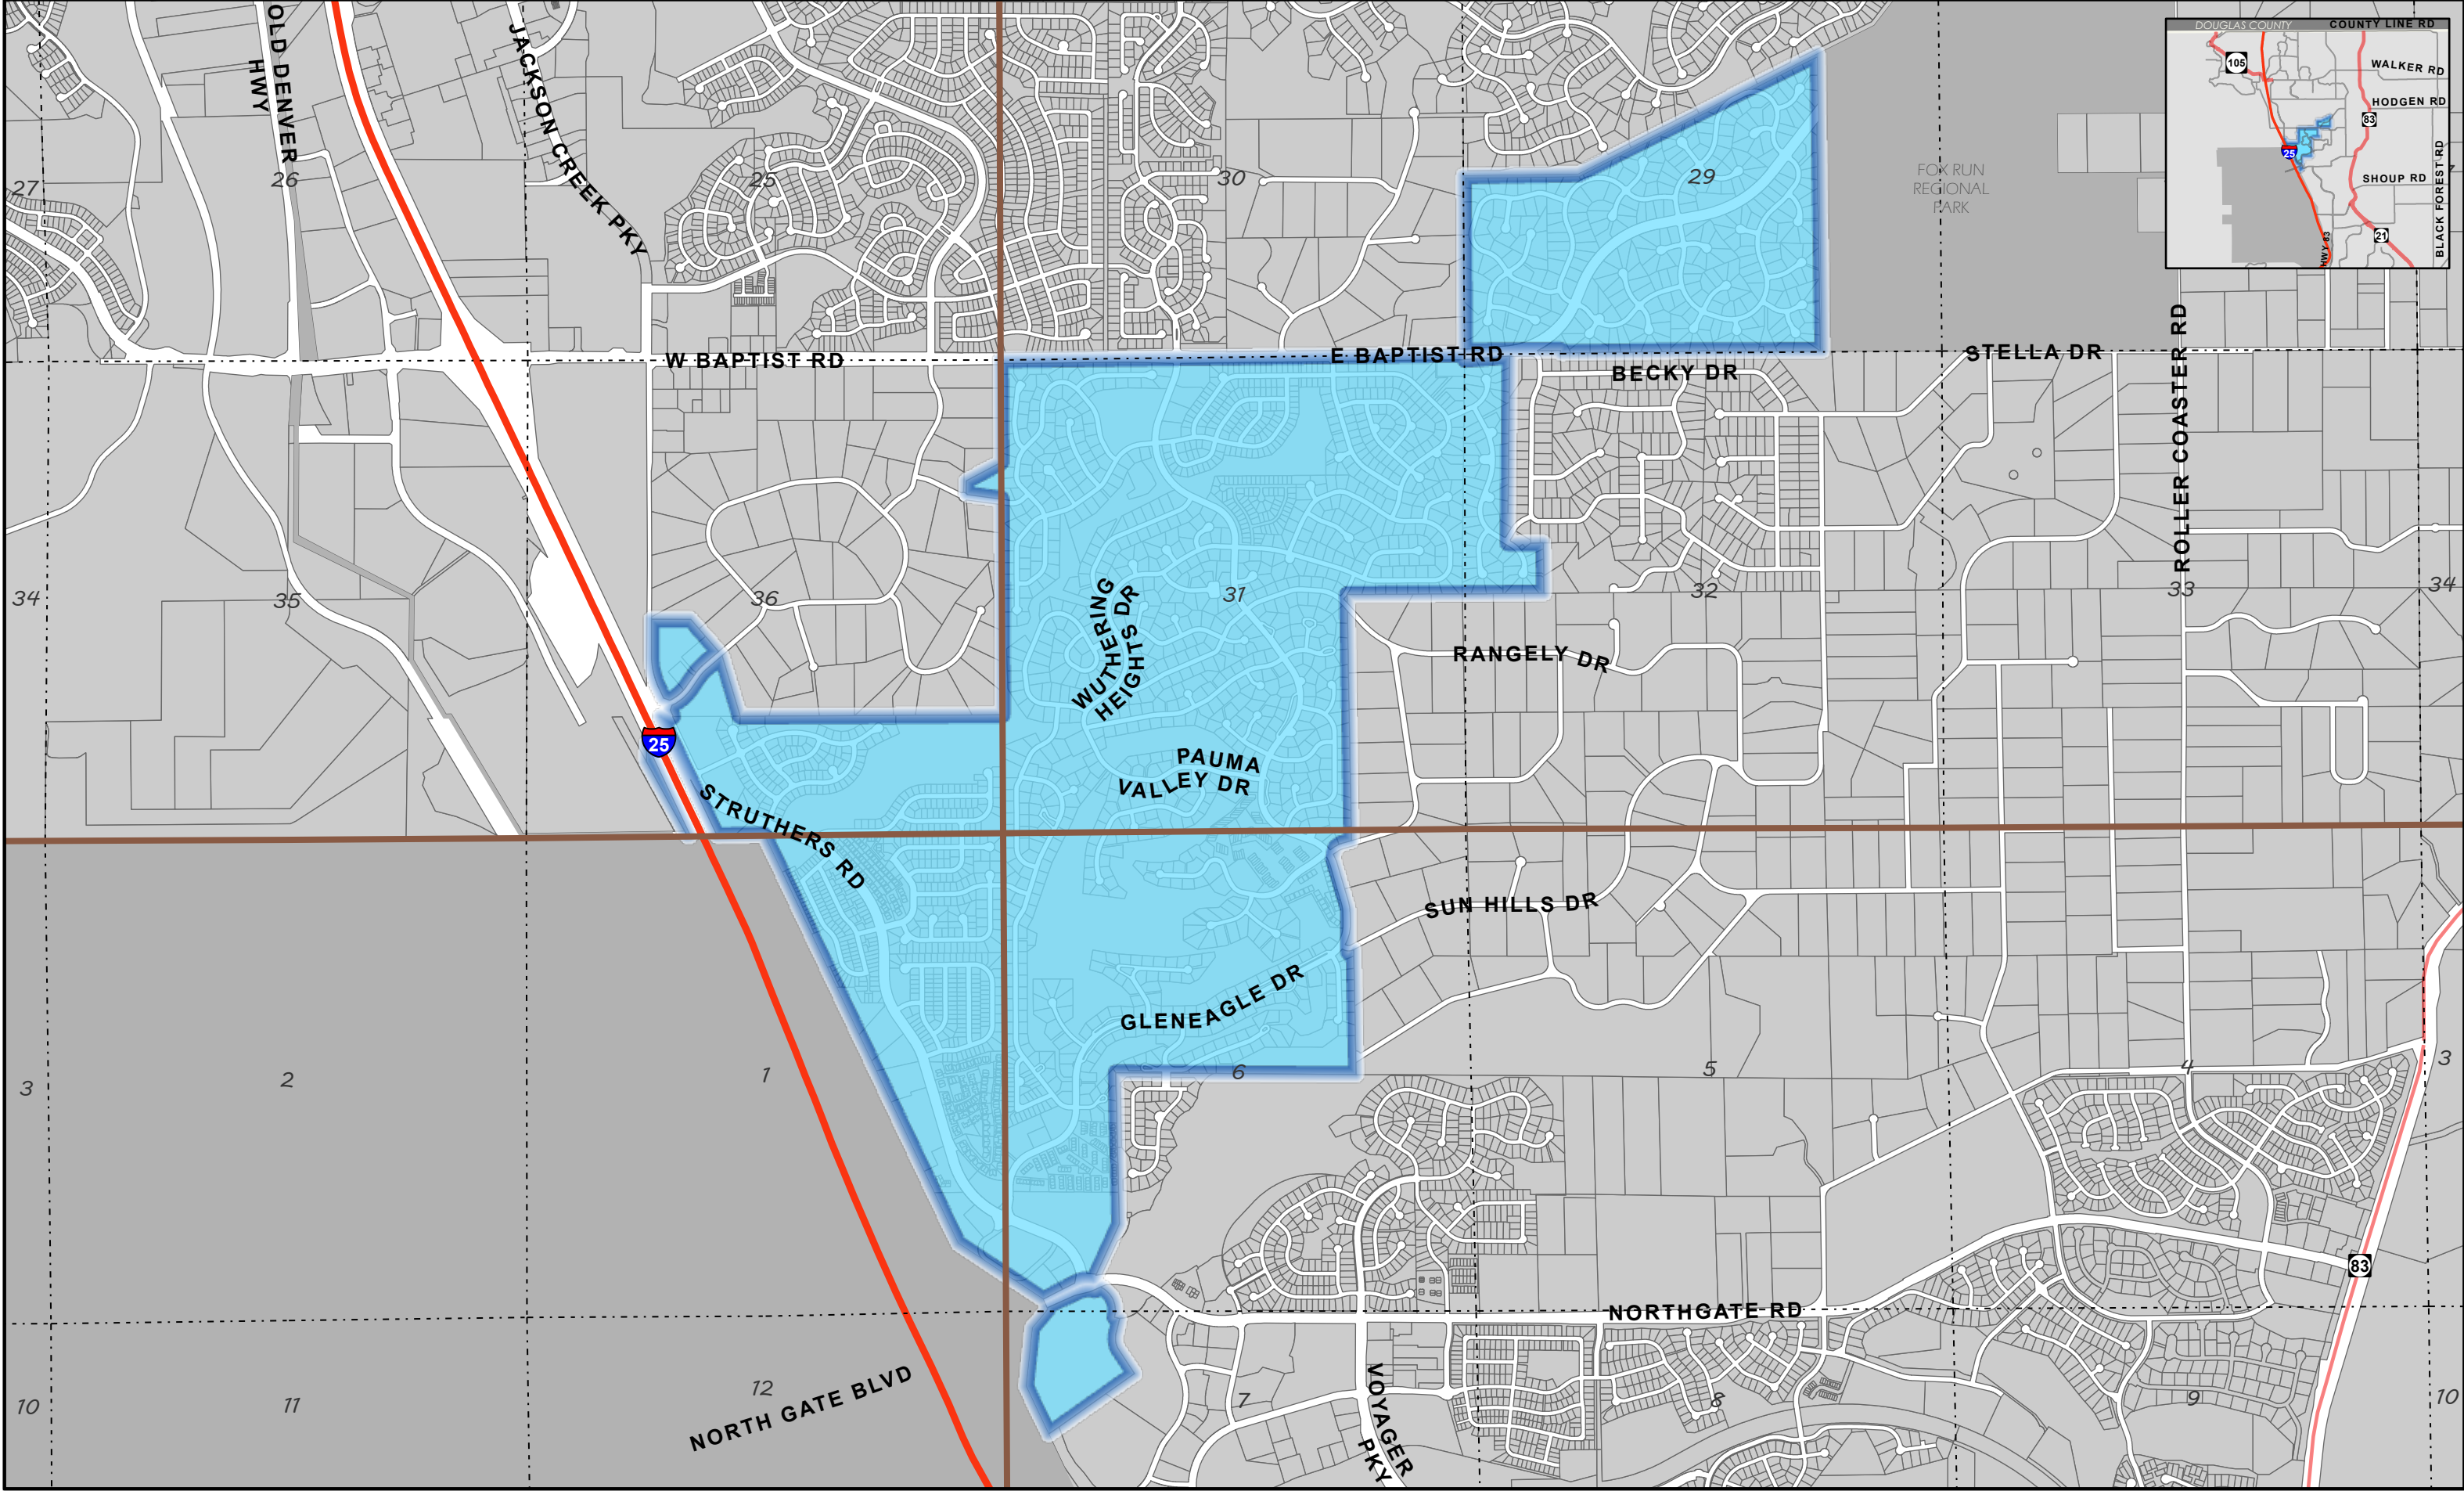 OLD DENVER
HWY
JACKSON CREEK PKY
DOUGLAS COUNTY
COUNTY LINE RD
105
WALKER RD
HODGEN RD
83
25
SHOUP RD
BLACK FOREST RD
21
HWY 83
27
26
25
30
29
FOX RUN
REGIONAL
PARK
W BAPTIST RD
E BAPTIST RD
BECKY DR
STELLA DR
ROLLER COASTER RD
34
35
36
31
32
33
34
WUTHERING
HEIGHTS DR
RANGELY DR
25
PAUMA
VALLEY DR
STRUTHERS RD
SUN HILLS DR
GLENEAGLE DR
3
2
1
6
5
4
3
83
NORTHGATE RD
NORTH GATE BLVD
VOYAGER
PKY
10
11
12
7
8
9
10